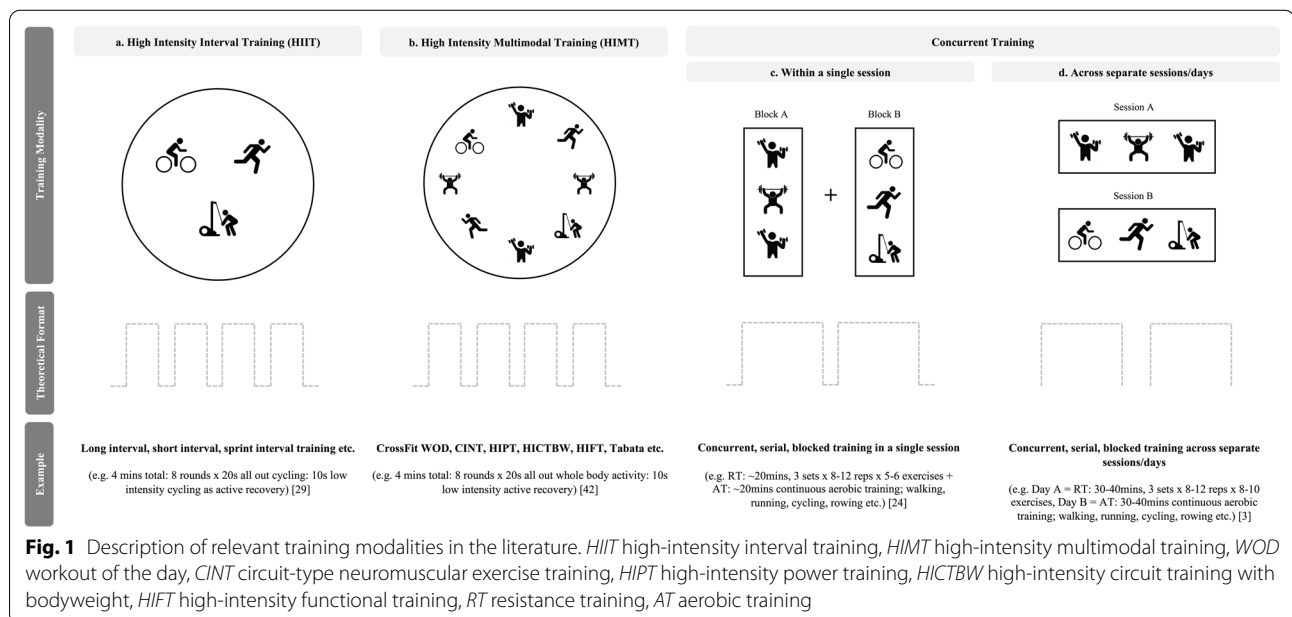 a. High Intensity Interval Training (HIIT)
b. High Intensity Multimodal Training (HIMT)
Concurrent Training
c. Within a single session
d. Across separate sessions/days
Training Modality
Block A
Block B
+
Session A
Session B
Theoretical Format
Example
Long interval, short interval, sprint interval training etc.
(e.g. 4 mins total: 8 rounds x 20s all out cycling: 10s low
intensity cycling as active recovery) [29]
CrossFit WOD, CINT, HIPT, HICTBW, HIFT, Tabata etc.
(e.g. 4 mins total: 8 rounds x 20s all out whole body activity: 10s
low intensity active recovery) [42]
Concurrent, serial, blocked training in a single session
(e.g. RT: ~20mins, 3 sets x 8-12 reps x 5-6 exercises +
AT: ~20mins continuous aerobic training; walking,
running, cycling, rowing etc.) [24]
Concurrent, serial, blocked training across separate
sessions/days
(e.g. Day A = RT: 30-40mins, 3 sets x 8-12 reps x 8-10
exercises, Day B = AT: 30-40mins continuous aerobic
training; walking, running, cycling, rowing etc.) [3]
Fig. 1 Description of relevant training modalities in the literature. HIIT high-intensity interval training, HIMT high-intensity multimodal training, WOD
workout of the day, CINT circuit-type neuromuscular exercise training, HIPT high-intensity power training, HICTBW high-intensity circuit training with
bodyweight, HIFT high-intensity functional training, RT resistance training, AT aerobic training